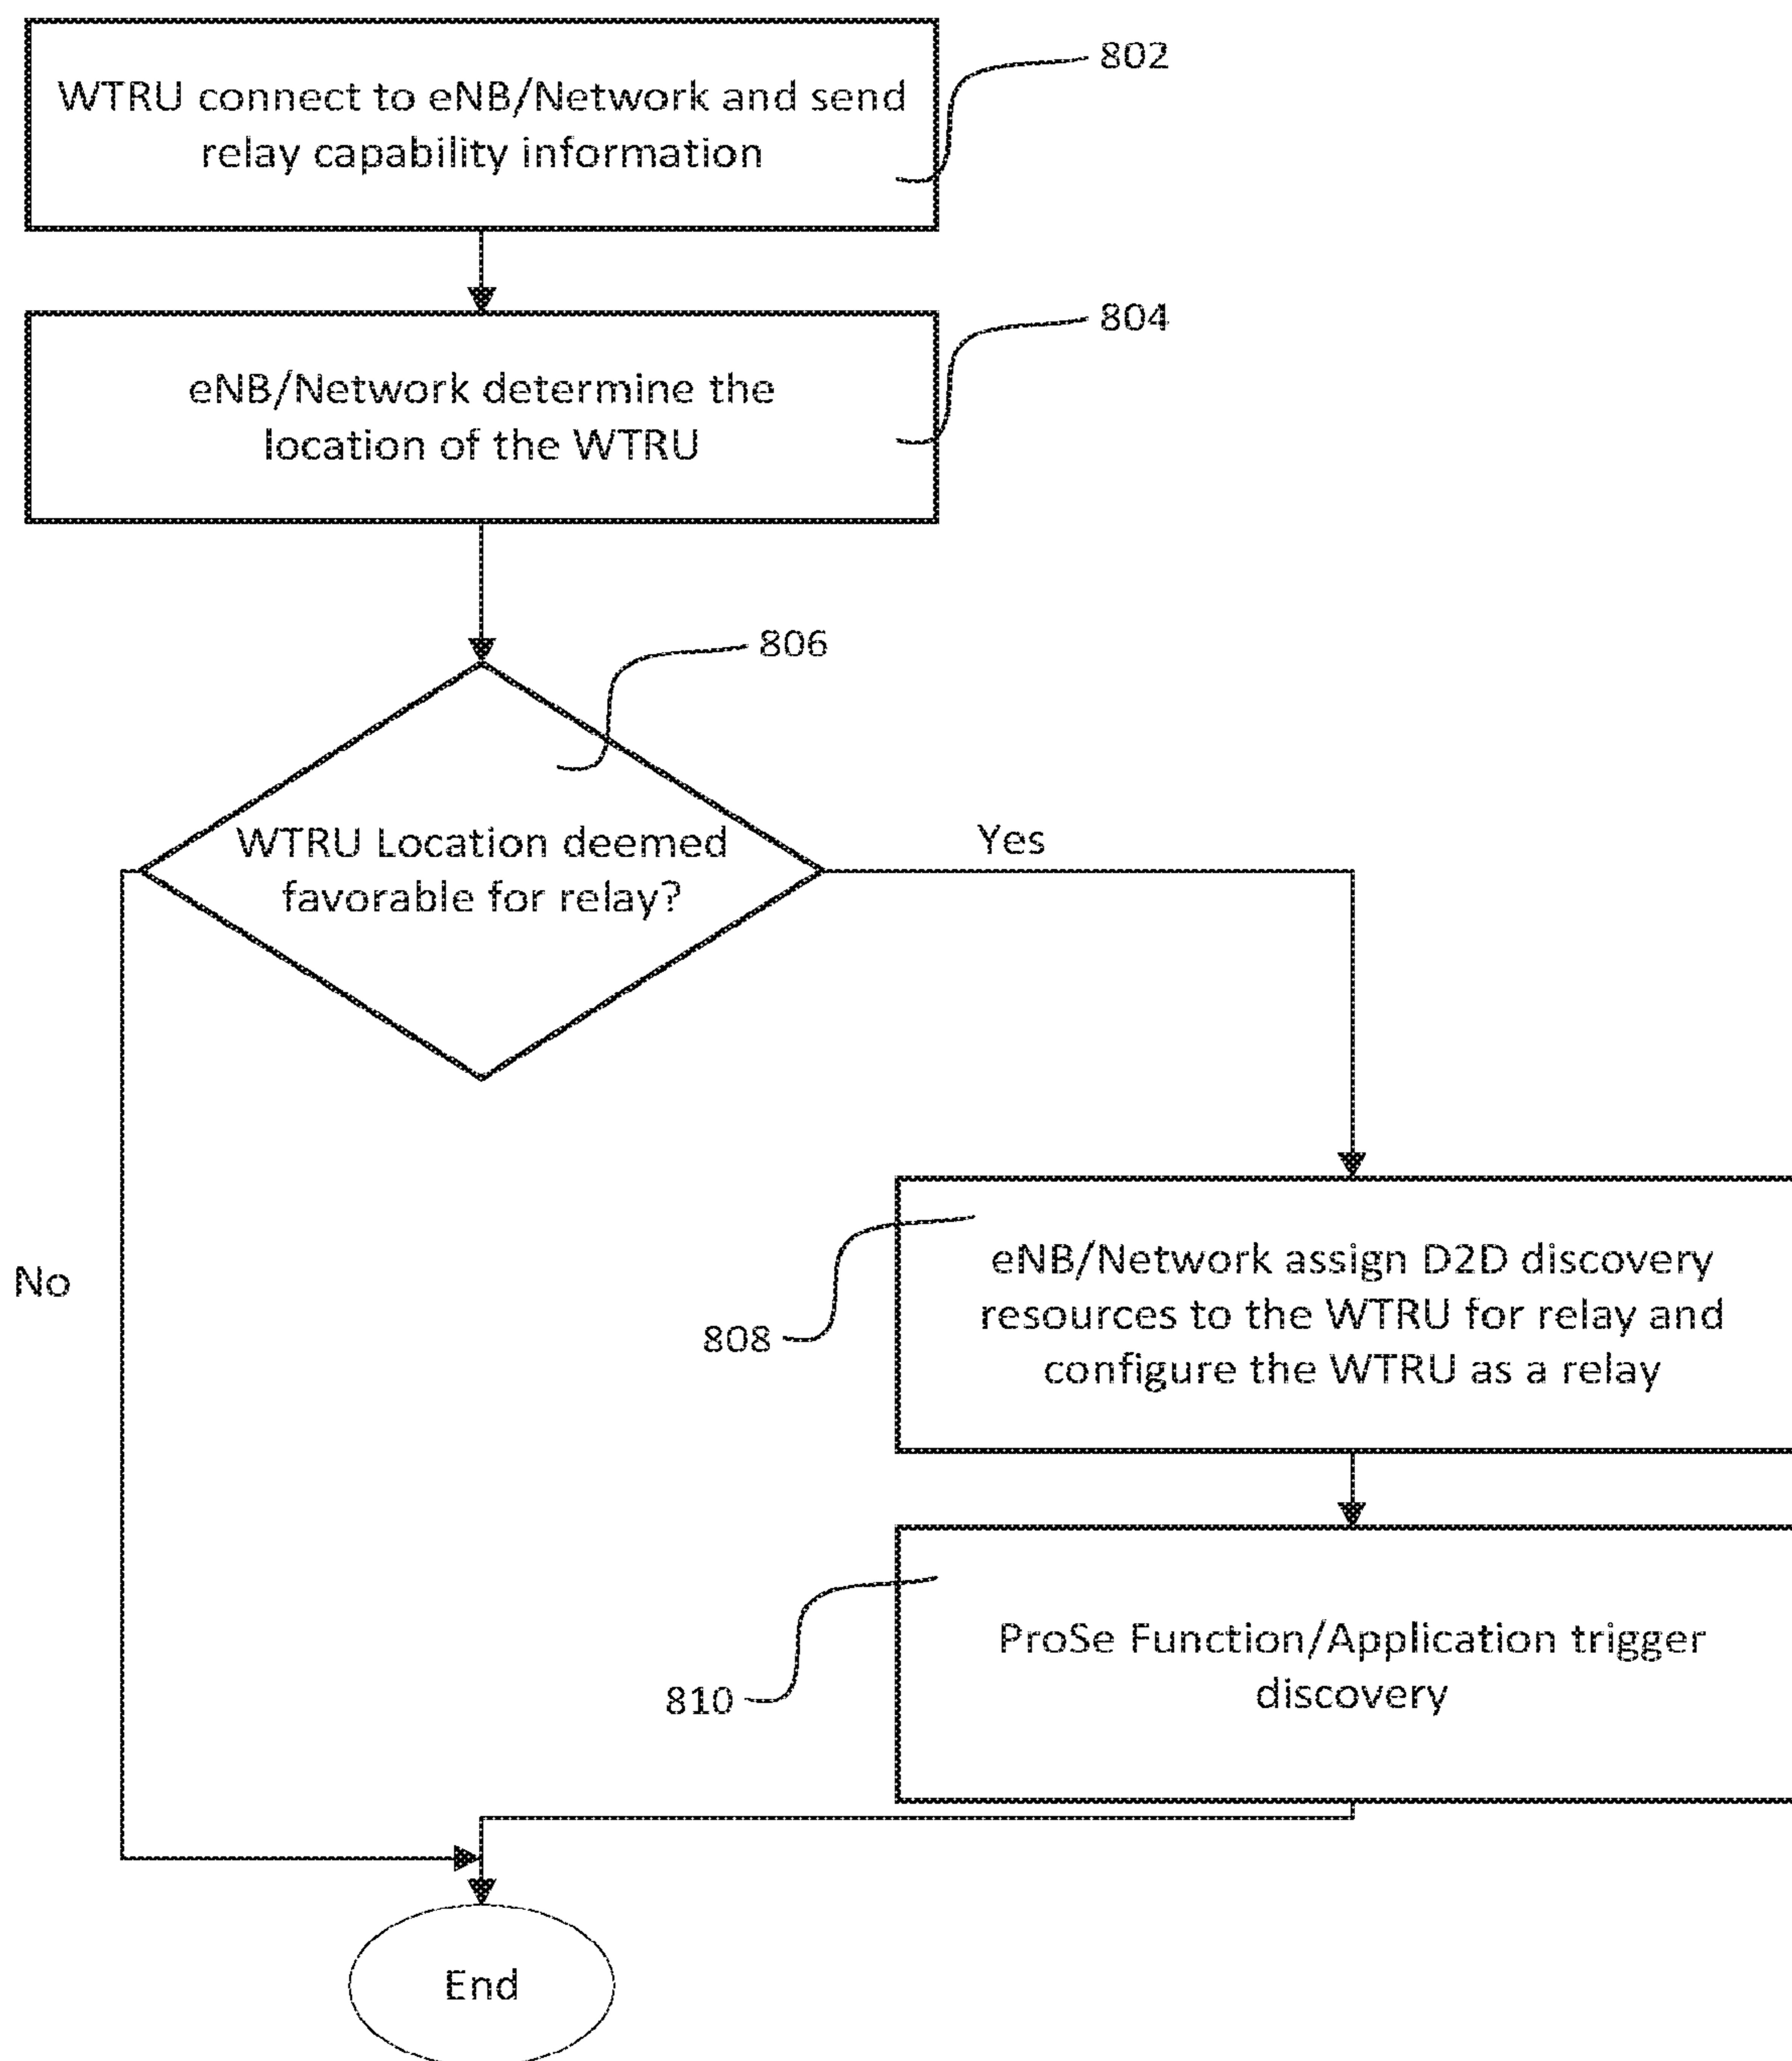 802
WTRU connect to eNB/Network and send
relay capability information
804
eNB/Network determine the
location of the WTRU
806
WTRU Location deemed
favorable for relay?
Yes
No
808
eNB/Network assign D2D discovery
resources to the WTRU for relay and
configure the WTRU as a relay
810
ProSe Function/Application trigger
discovery
End